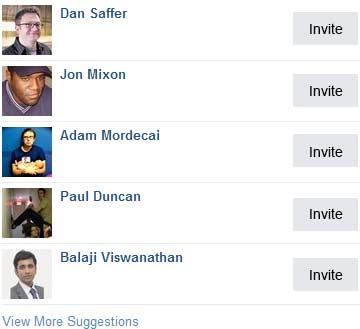 Dan Saffer
Invite
Jon Mixon
Invite
Adam Mordecai
Invite
Paul Duncan
Invite
Balaji Viswanathan
Invite
View More Suggestions